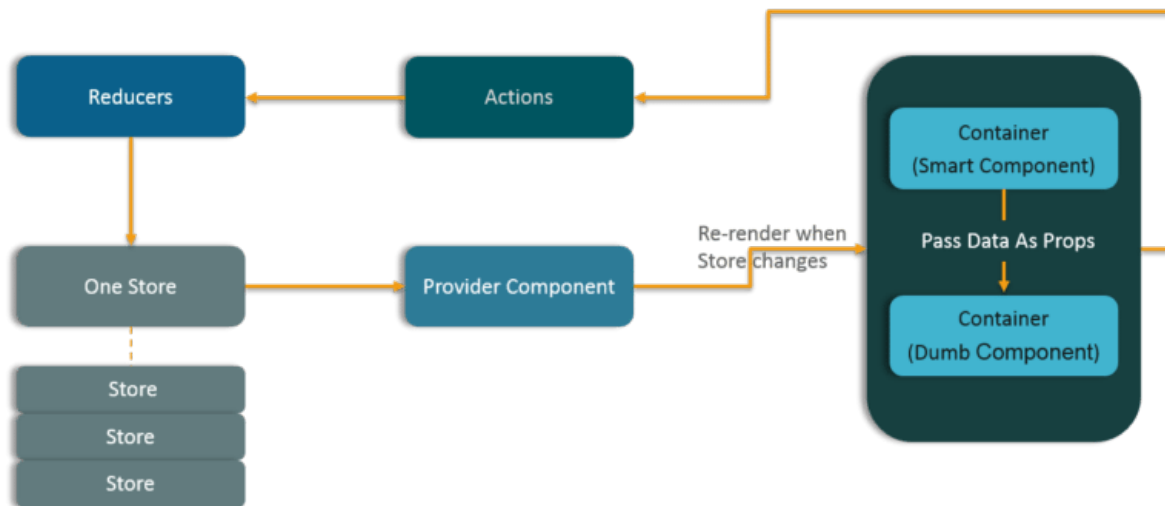 Reducers
Actions
Container
(Smart Component)
Re-render when
Store changes
Pass Data As Props
One Store
Provider Component
Container
(Dumb Component)
Store
Store
Store